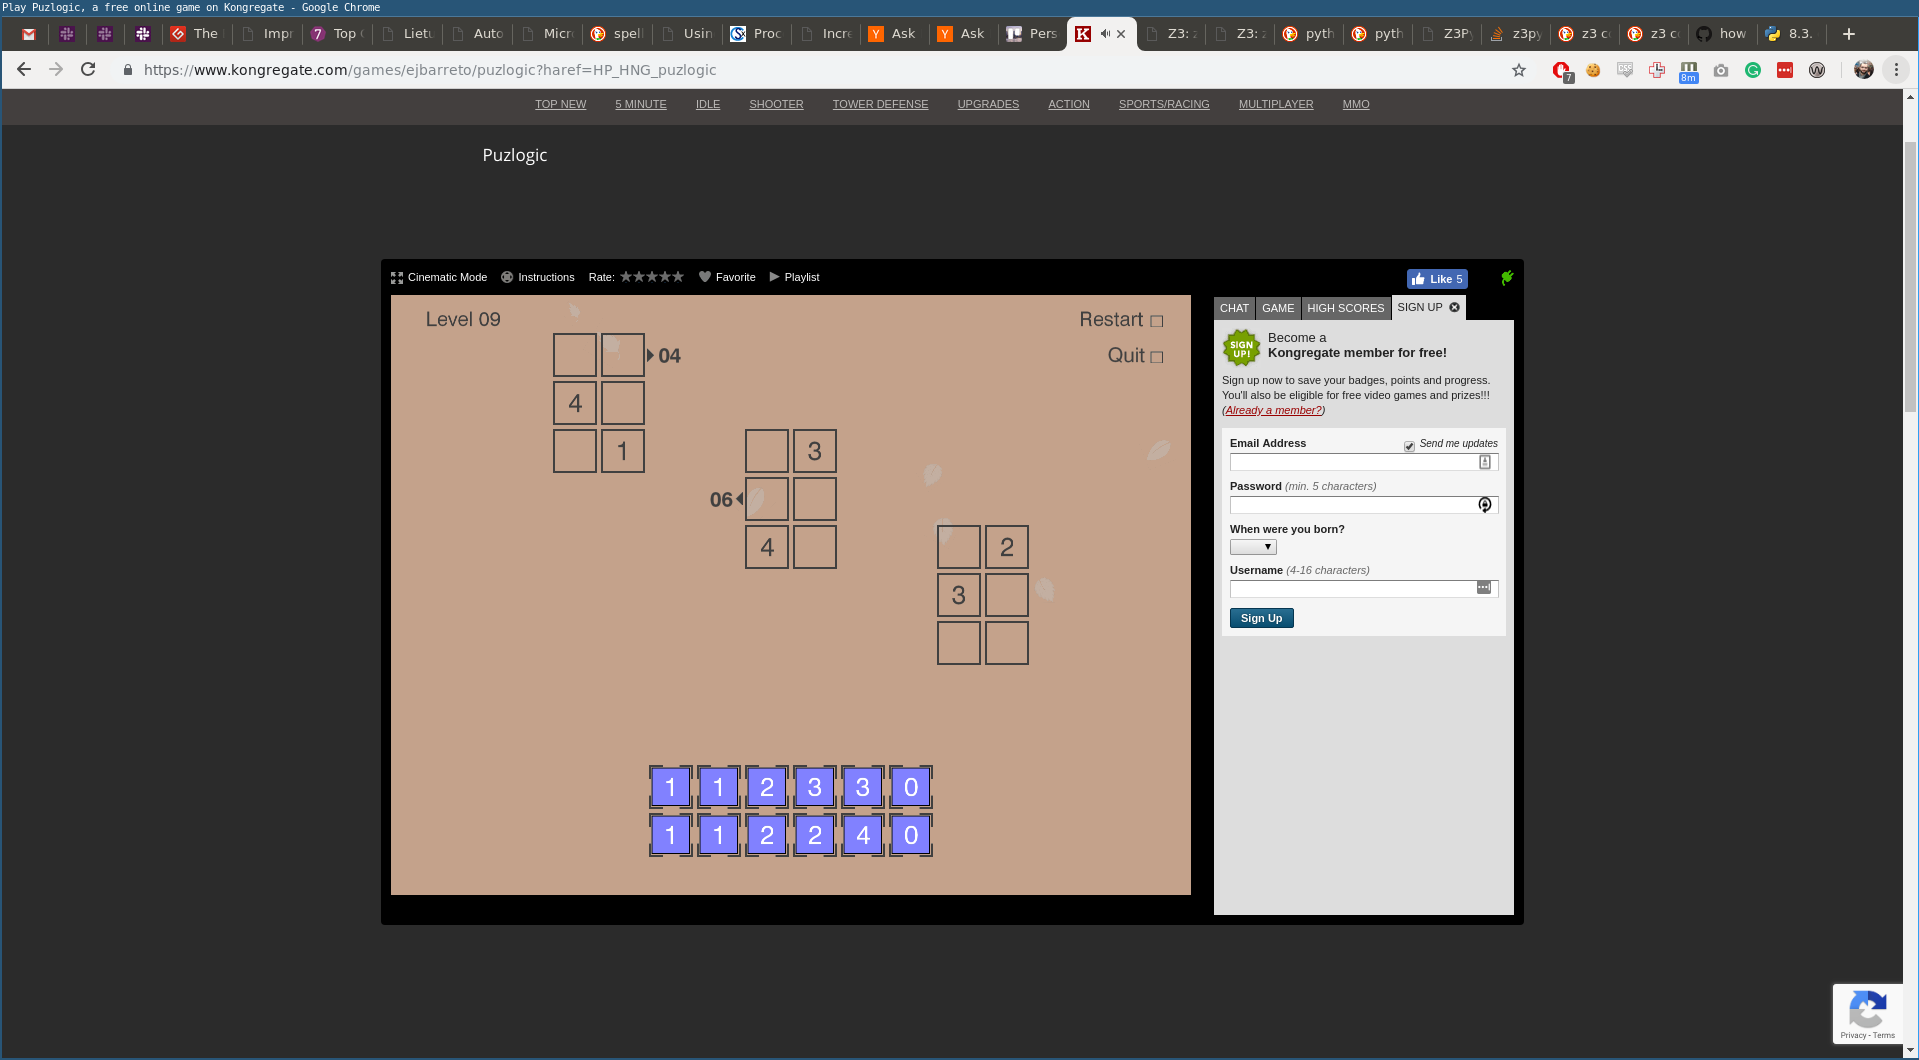 Play Puzlogic, a free online game on Kongregate - Google Chrome
The Impr Top Lietu Auto Micr spell Usin Proc Incre Ask Ask Pers Z3: z Z3: z pyth pyth Z3P z3py z3 c z3 c how 8.3.
https://www.kongregate.com/games/ejbarreto/puzlogic?haref=HP_HNG_puzlogic
7 CSF 8m W
TOP NEW 5 MINUTE IDLE SHOOTER TOWER DEFENSE UPGRADES ACTION SPORTS/RACING MULTIPLAYER MMO
Puzlogic
Cinematic Mode Instructions Rate: Favorite Playlist
Like 5
CHAT GAME HIGH SCORES SIGN UP
Level 09
Restart
Quit
04
4
1
3
06
4
2
3
1 1 2 3 3 0
1 1 2 2 4 0
SIGN UP!
Become a
Kongregate member for free!
Sign up now to save your badges, points and progress.
You'll also be eligible for free video games and prizes!!!
(Already a member?)
Email Address Send me updates
Password (min. 5 characters)
When were you born?
Username (4-16 characters)
Sign Up
Privacy - Terms